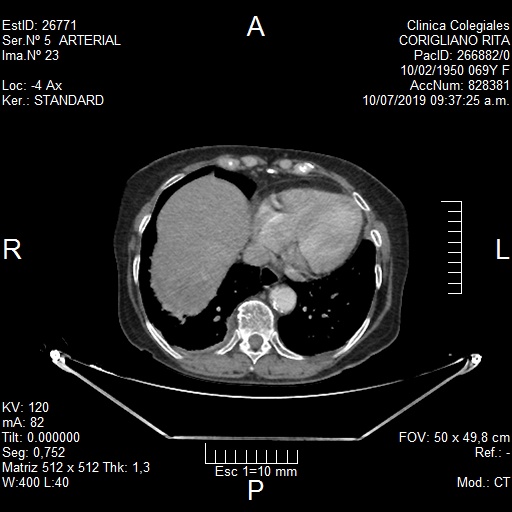 EstID: 26771
Ser.Nº 5 ARTERIAL
Ima.Nº 23
Loc: -4 Ax
Ker.: STANDARD
A
Clinica Colegiales
CORIGLIANO RITA
PacID: 266882/0
10/02/1950 069Y F
AccNum: 828381
10/07/2019 09:37:25 a.m.
R
L
KV: 120
mA: 82
Tilt: 0.000000
Seg: 0,752
Matriz 512 x 512 Thk: 1,3
W:400 L:40
Esc 1=10 mm
P
FOV: 50 x 49,8 cm
Ref.: -
Mod.: CT